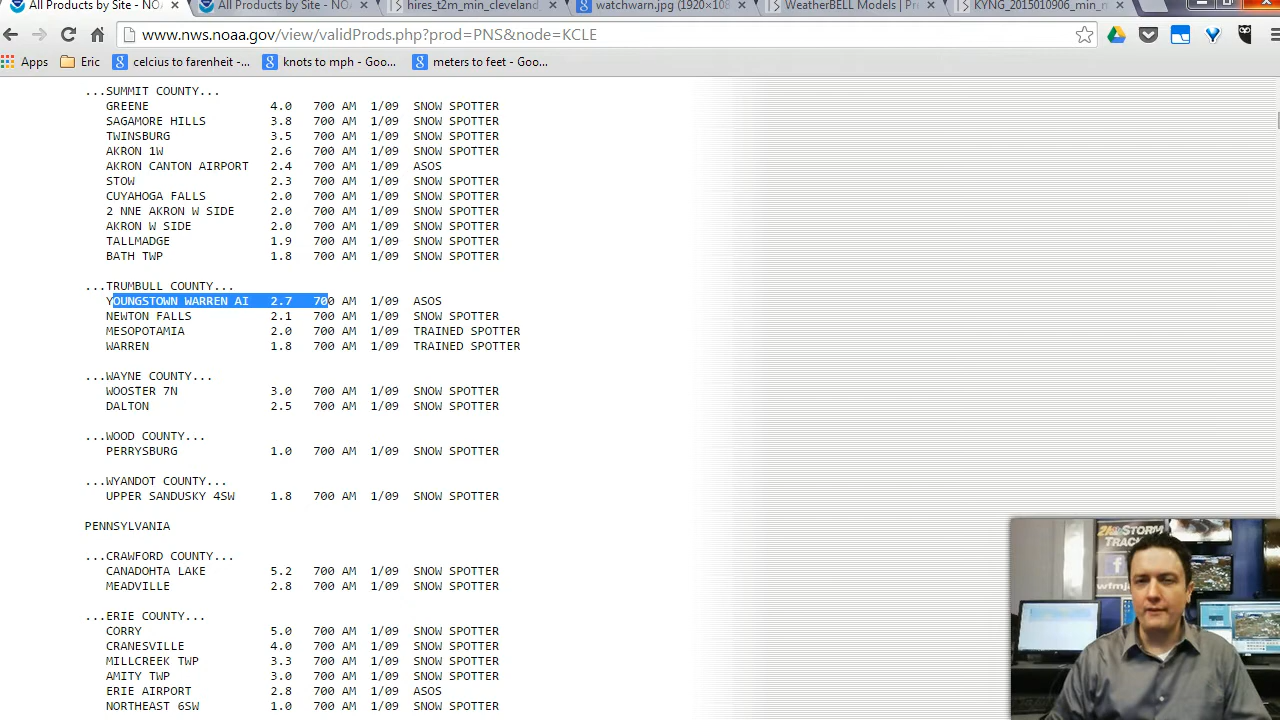 All Products by Site - NOA × All Products by Site - NOA × hires_t2m_min_cleveland × watchwarn.jpg (1920×108 × WeatherBELL Models | Pre × KYNG_2015010906_min_m ×
www.nws.noaa.gov/view/validProds.php?prod=PNS&node=KCLE
Apps Eric celcius to farenheit -... knots to mph - Goo... meters to feet - Goo...
...SUMMIT COUNTY...
GREENE 4.0 700 AM 1/09 SNOW SPOTTER
SAGAMORE HILLS 3.8 700 AM 1/09 SNOW SPOTTER
TWINSBURG 3.5 700 AM 1/09 SNOW SPOTTER
AKRON 1W 2.6 700 AM 1/09 SNOW SPOTTER
AKRON CANTON AIRPORT 2.4 700 AM 1/09 ASOS
STOW 2.3 700 AM 1/09 SNOW SPOTTER
CUYAHOGA FALLS 2.0 700 AM 1/09 SNOW SPOTTER
2 NNE AKRON W SIDE 2.0 700 AM 1/09 SNOW SPOTTER
AKRON W SIDE 2.0 700 AM 1/09 SNOW SPOTTER
TALLMADGE 1.9 700 AM 1/09 SNOW SPOTTER
BATH TWP 1.8 700 AM 1/09 SNOW SPOTTER
...TRUMBULL COUNTY...
YOUNGSTOWN WARREN AI 2.7 700 AM 1/09 ASOS
NEWTON FALLS 2.1 700 AM 1/09 SNOW SPOTTER
MESOPOTAMIA 2.0 700 AM 1/09 TRAINED SPOTTER
WARREN 1.8 700 AM 1/09 TRAINED SPOTTER
...WAYNE COUNTY...
WOOSTER 7N 3.0 700 AM 1/09 SNOW SPOTTER
DALTON 2.5 700 AM 1/09 SNOW SPOTTER
...WOOD COUNTY...
PERRYSBURG 1.0 700 AM 1/09 SNOW SPOTTER
...WYANDOT COUNTY...
UPPER SANDUSKY 4SW 1.8 700 AM 1/09 SNOW SPOTTER
PENNSYLVANIA
...CRAWFORD COUNTY...
CANADOHTA LAKE 5.2 700 AM 1/09 SNOW SPOTTER
MEADVILLE 2.8 700 AM 1/09 SNOW SPOTTER
...ERIE COUNTY...
CORRY 5.0 700 AM 1/09 SNOW SPOTTER
CRANESVILLE 4.0 700 AM 1/09 SNOW SPOTTER
MILLCREEK TWP 3.3 700 AM 1/09 SNOW SPOTTER
AMITY TWP 3.0 700 AM 1/09 SNOW SPOTTER
ERIE AIRPORT 2.8 700 AM 1/09 ASOS
NORTHEAST 6SW 1.0 700 AM 1/09 SNOW SPOTTER
STORM
TRACK
wfmj